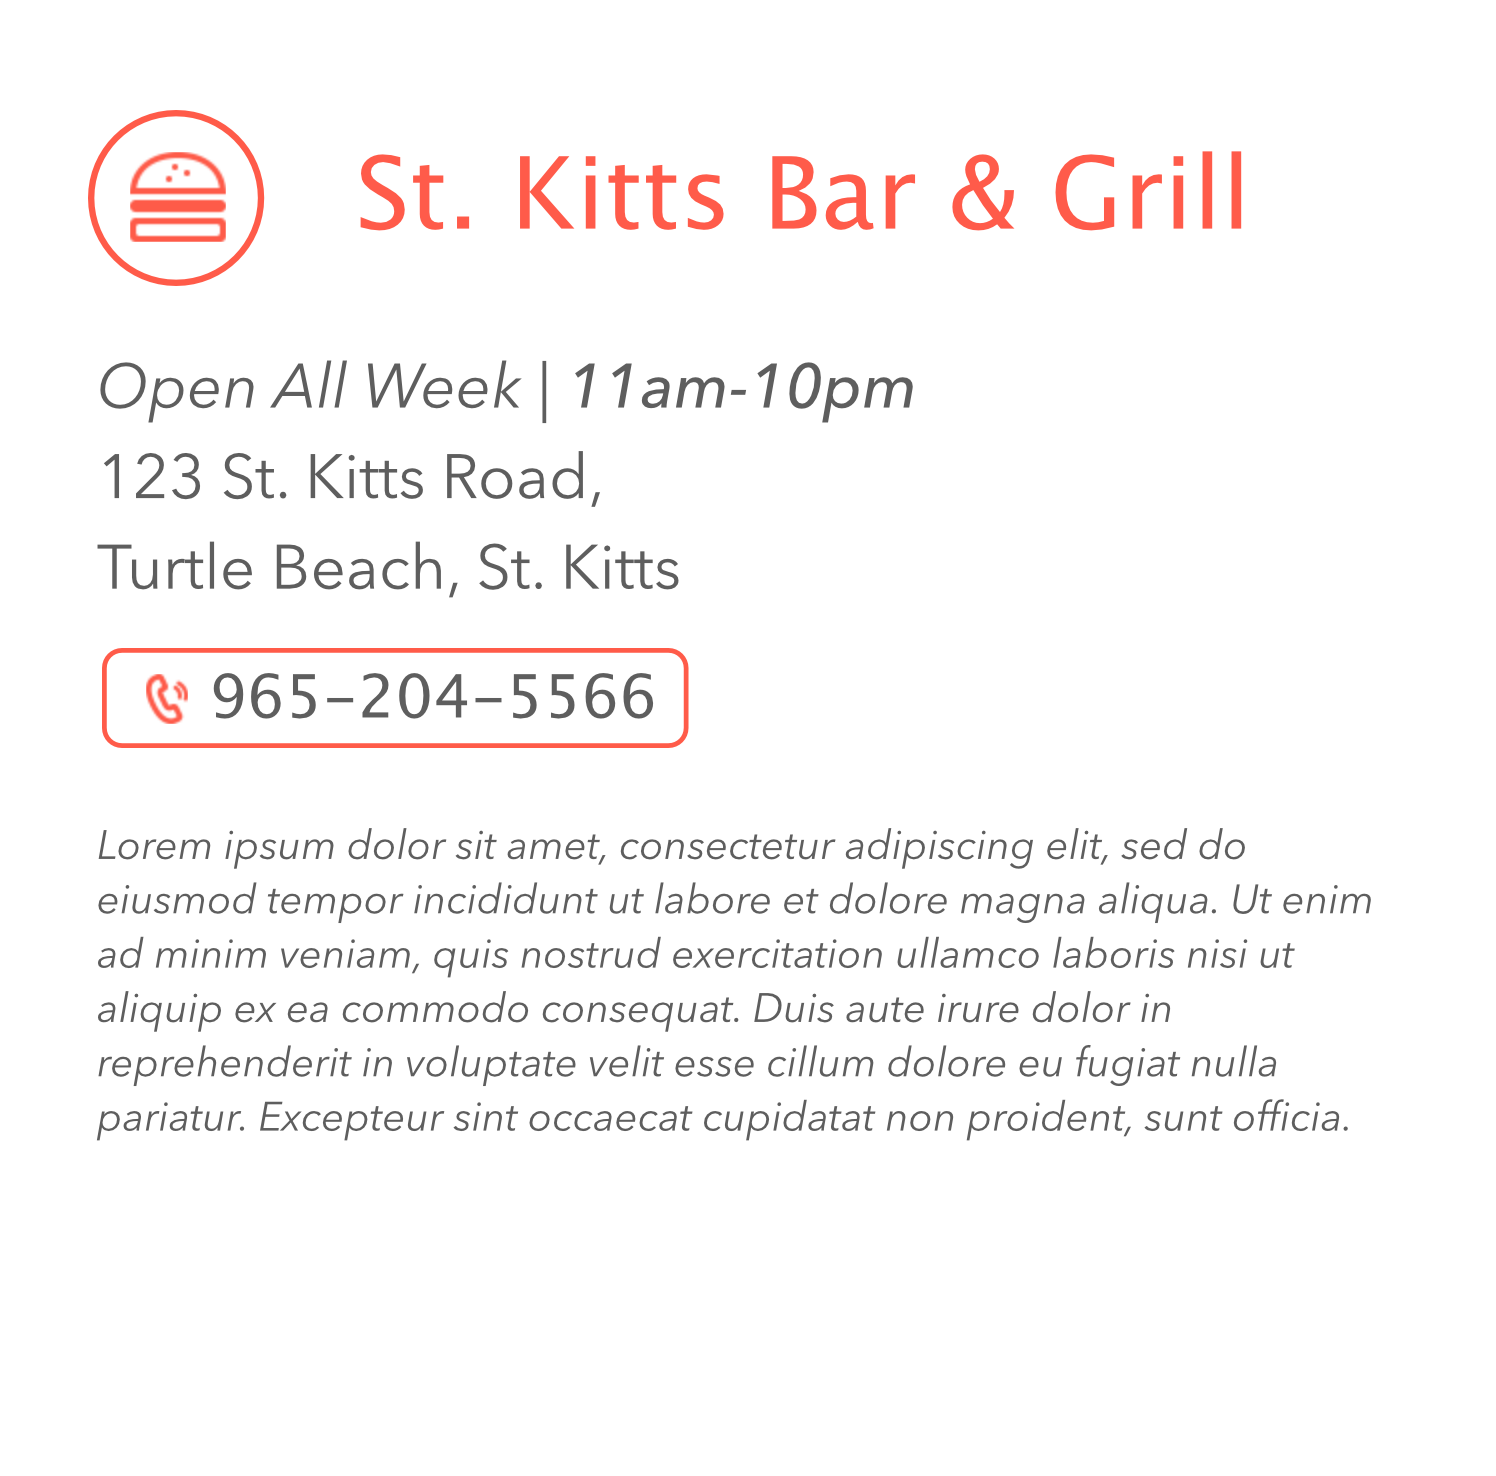 St. Kitts Bar & Grill
Open All Week | 11am-10pm
123 St. Kitts Road,
Turtle Beach, St. Kitts
965-204-5566
Lorem ipsum dolor sit amet, consectetur adipiscing elit, sed do
eiusmod tempor incididunt ut labore et dolore magna aliqua. Ut enim
ad minim veniam, quis nostrud exercitation ullamco laboris nisi ut
aliquip ex ea commodo consequat. Duis aute irure dolor in
reprehenderit in voluptate velit esse cillum dolore eu fugiat nulla
pariatur. Excepteur sint occaecat cupidatat non proident, sunt officia.